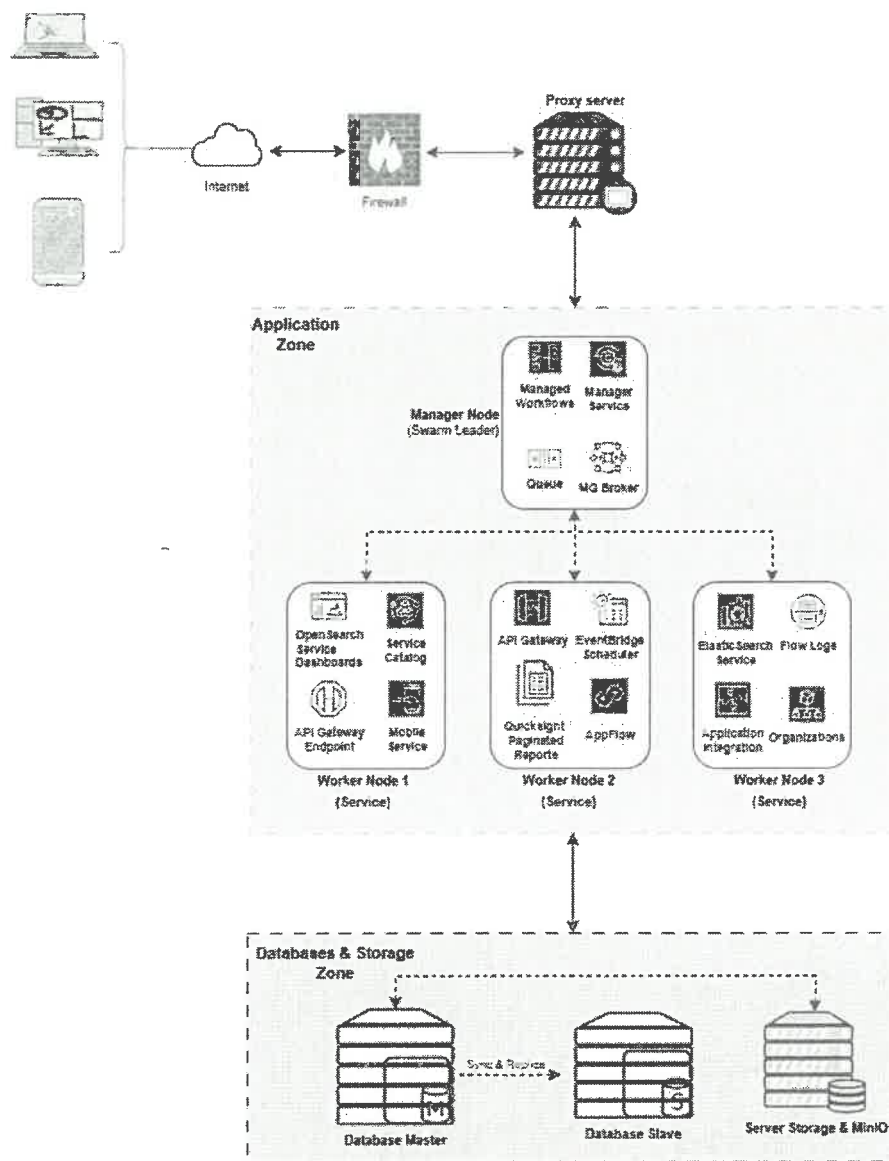 Proxy server
Internet
Firewall
Application
Zone
Managed
Workflows
Manager
Service
Manager Node
(Swarm Leader)
Queue
MQ Broker
OpenSearch
Service
Dashboards
Service
Catalog
API Gateway
EventBridge
Scheduler
ElasticSearch
Service
Flow Logs
API Gateway
Endpoint
Mobile
Service
Quicksight
Paginated
Reports
AppFlow
Application
Integration
Organizations
Worker Node 1
(Service)
Worker Node 2
(Service)
Worker Node 3
(Service)
Databases & Storage
Zone
Sync &
M
S
Database Master
Database Slave
Server Storage & MinIO